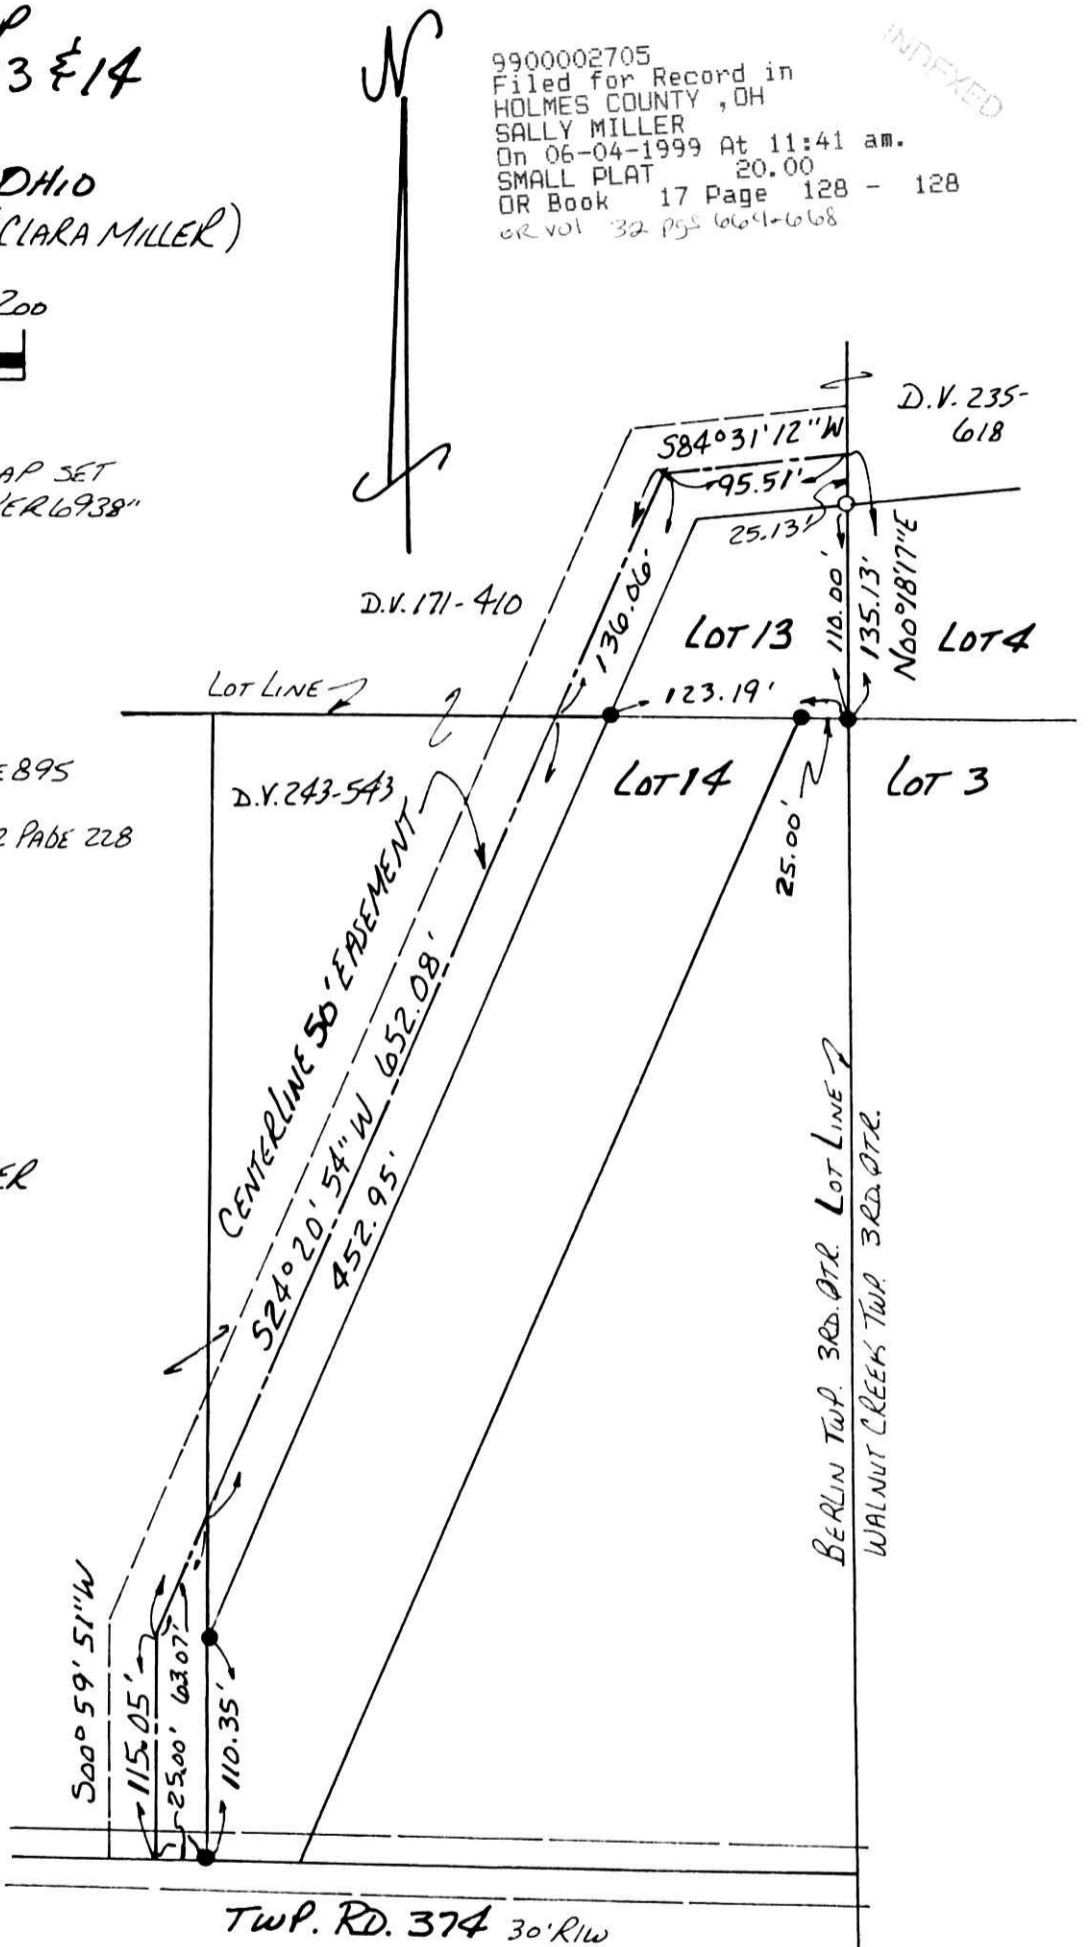 P
3 & 14
N
9900002705
Filed for Record in
HOLMES COUNTY , OH
SALLY MILLER
On 06-04-1999 At 11:41 am.
SMALL PLAT 20.00
OR Book 17 Page 128 - 128
OR VOl 32 pgs 664-668
INDEXED
OHIO
(CLARA MILLER)
200
AP SET
ER 6938"
D.V. 235-
618
S84°31'12"W
95.51'
25.13'
110.00'
135.13'
N00°18'17"E
136.06'
D.V. 171-410
LOT 13
LOT 4
LOT LINE
123.19'
E 895
2 PAGE 228
D.V. 243-543
LOT 14
LOT 3
25.00'
CENTERLINE 50' EASEMENT
S24°20'54"W 652.08'
452.95'
ER
BERLIN TWP. 3RD. QTR. LOT LINE
WALNUT CREEK TWP. 3RD. QTR.
S00°59'51"W
115.05'
25.00'
63.07'
110.35'
TWP. RD. 374 30' R/W